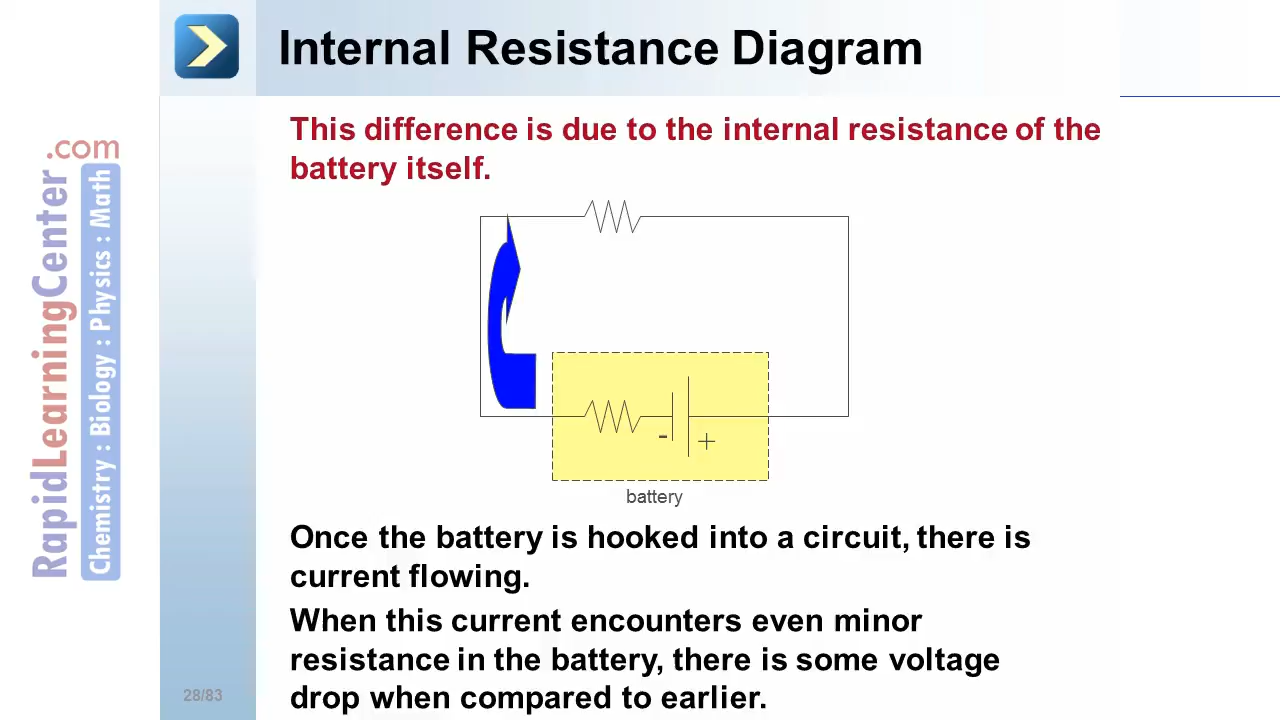 Internal Resistance Diagram
This difference is due to the internal resistance of the
battery itself.
-
+
battery
Once the battery is hooked into a circuit, there is
current flowing.
When this current encounters even minor
resistance in the battery, there is some voltage
drop when compared to earlier.
28/83
RapidLearningCenter.com
Chemistry : Biology : Physics : Math